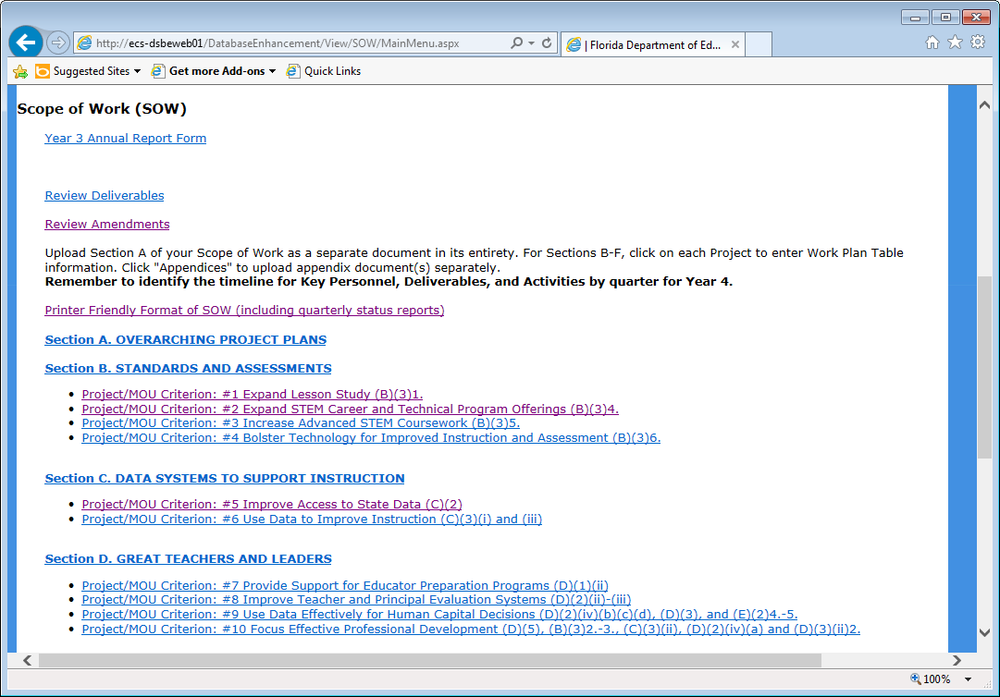 http://ecs-dsbeweb01/DatabaseEnhancement/View/SOW/MainMenu.aspx
| Florida Department of Ed...
Suggested Sites
Get more Add-ons
Quick Links
Scope of Work (SOW)
Year 3 Annual Report Form
Review Deliverables
Review Amendments
Upload Section A of your Scope of Work as a separate document in its entirety. For Sections B-F, click on each Project to enter Work Plan Table
information. Click "Appendices" to upload appendix document(s) separately.
Remember to identify the timeline for Key Personnel, Deliverables, and Activities by quarter for Year 4.
Printer Friendly Format of SOW (including quarterly status reports)
Section A. OVERARCHING PROJECT PLANS
Section B. STANDARDS AND ASSESSMENTS
• Project/MOU Criterion: #1 Expand Lesson Study (B)(3)1.
• Project/MOU Criterion: #2 Expand STEM Career and Technical Program Offerings (B)(3)4.
• Project/MOU Criterion: #3 Increase Advanced STEM Coursework (B)(3)5.
• Project/MOU Criterion: #4 Bolster Technology for Improved Instruction and Assessment (B)(3)6.
Section C. DATA SYSTEMS TO SUPPORT INSTRUCTION
• Project/MOU Criterion: #5 Improve Access to State Data (C)(2)
• Project/MOU Criterion: #6 Use Data to Improve Instruction (C)(3)(i) and (iii)
Section D. GREAT TEACHERS AND LEADERS
• Project/MOU Criterion: #7 Provide Support for Educator Preparation Programs (D)(1)(ii)
• Project/MOU Criterion: #8 Improve Teacher and Principal Evaluation Systems (D)(2)(ii)-(iii)
• Project/MOU Criterion: #9 Use Data Effectively for Human Capital Decisions (D)(2)(iv)(b)(c)(d), (D)(3), and (E)(2)4.-5.
• Project/MOU Criterion: #10 Focus Effective Professional Development (D)(5), (B)(3)2.-3., (C)(3)(ii), (D)(2)(iv)(a) and (D)(3)(ii)2.
100%